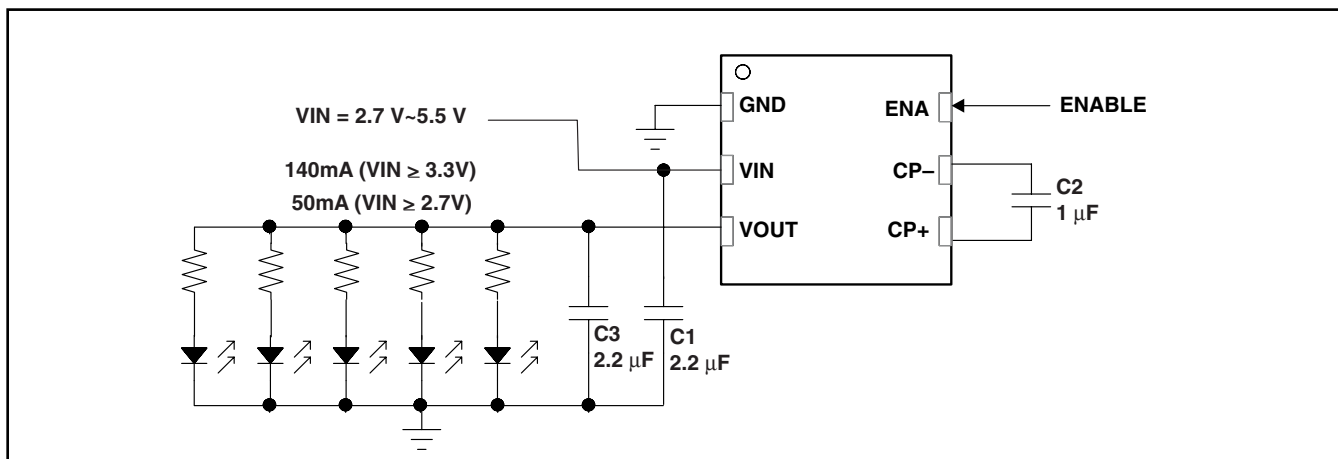 GND
ENA
ENABLE
VIN = 2.7 V~5.5 V
140mA (VIN ≥ 3.3V)
VIN
CP–
C2
1 μF
50mA (VIN ≥ 2.7V)
VOUT
CP+
C3
2.2 μF
C1
2.2 μF